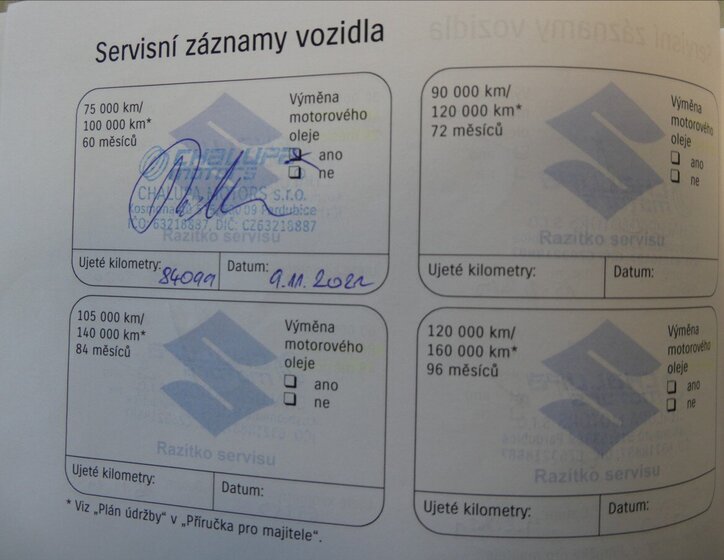 Servisní záznamy vozidla
75 000 km/
100 000 km*
60 měsíců
Výměna
motorového
oleje
ano
ne
CHALUPA
MOTORS
CHALUPA MOTORS s.r.o.
Pardubice
IČO: 63218887, DIČ: CZ63218887
Razítko servisu
Ujeté kilometry:
84099
Datum:
9.11.2021
90 000 km/
120 000 km*
72 měsíců
Výměna
motorového
oleje
ano
ne
Razítko servisu
Ujeté kilometry:
Datum:
105 000 km/
140 000 km*
84 měsíců
Výměna
motorového
oleje
ano
ne
Razítko servisu
Ujeté kilometry:
Datum:
120 000 km/
160 000 km*
96 měsíců
Výměna
motorového
oleje
ano
ne
Razítko servisu
Ujeté kilometry:
Datum:
* Viz „Plán údržby“ v „Příručka pro majitele“.